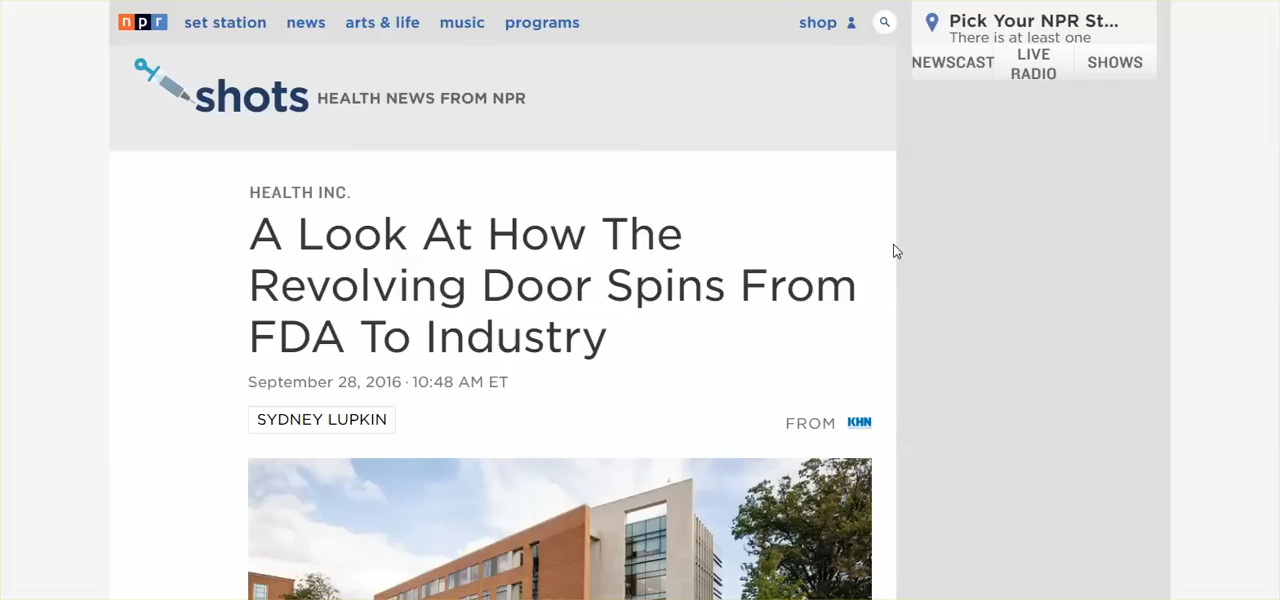 npr set station news arts & life music programs shop
Pick Your NPR St...
There is at least one
NEWSCAST LIVE RADIO SHOWS
shots HEALTH NEWS FROM NPR
HEALTH INC.
A Look At How The
Revolving Door Spins From
FDA To Industry
September 28, 2016 · 10:48 AM ET
SYDNEY LUPKIN
FROM KHN